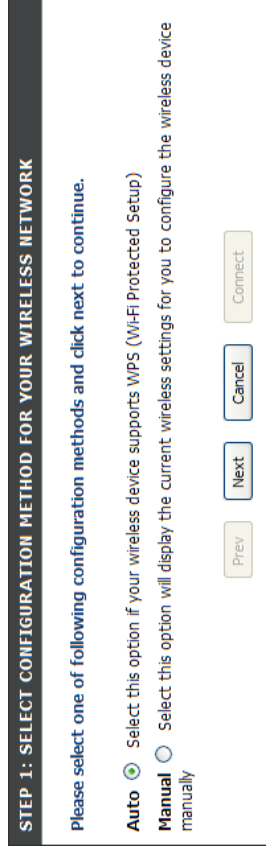 STEP 1: SELECT CONFIGURATION METHOD FOR YOUR WIRELESS NETWORK
Please select one of following configuration methods and click next to continue.
Auto Select this option if your wireless device supports WPS (Wi-Fi Protected Setup)
Manual Select this option will display the current wireless settings for you to configure the wireless device
manually
Prev Next Cancel Connect